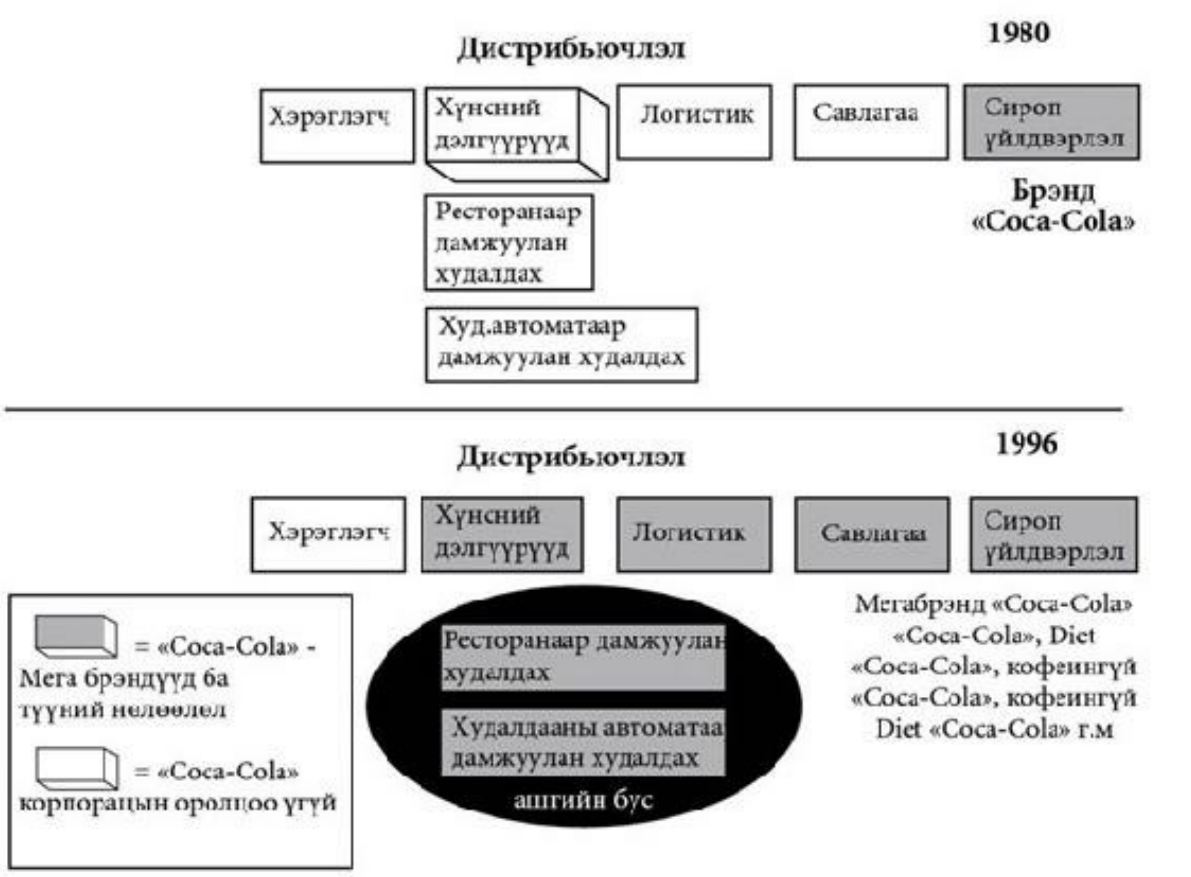 1980
Дистрибьючлэл
Хэрэглэгч
Хүнсний
дэлгүүрүүд
Логистик
Савлагаа
Сироп
үйлдвэрлэл
Брэнд
«Coca-Cola»
Ресторанаар
дамжуулан
худалдах
Худ.автоматаар
дамжуулан худалдах
1996
Дистрибьючлэл
Хэрэглэгч
Хүнсний
дэлгүүрүүд
Логистик
Савлагаа
Сироп
үйлдвэрлэл
= «Coca-Cola» -
Мега брэндүүд ба
түүний нөлөөлөл
= «Coca-Cola»
корпорацын оролцоо үгүй
Ресторанаар дамжуулан
худалдах
Худалдааны автоматаа
дамжуулан худалдах
ашгийн бүс
Мегабрэнд «Coca-Cola»
«Coca-Cola», Diet
«Coca-Cola», кофеингүй
«Coca-Cola», кофеингүй
Diet «Coca-Cola» г.м